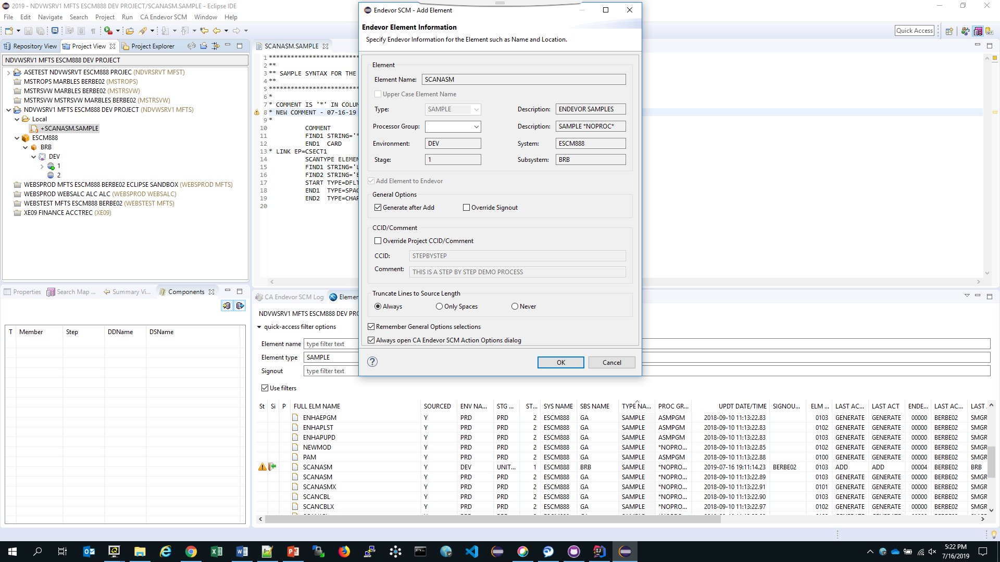 2019 - NDVWSRV1 MFTS ESCM888 DEV PROJECT/SCANASM.SAMPLE - Eclipse IDE
File Edit Navigate Search Project Run CA Endevor SCM Window Help
Quick Access
Repository View Project View Project Explorer
NDVWSRV1 MFTS ESCM888 DEV PROJECT
ASETEST NDVWSRVT ESCM888 PROJEC (NDVRSRVT MFST)
MSTROPS MARBLES BERBE02 (MSTROPS)
MSTRSVW MARBLES BERBE02 (MSTRSVW)
MSTRSVW MSTRSVW MARBLES BERBE02 (MSTRSVW)
NDVWSRV1 MFTS ESCM888 DEV PROJECT (NDVWSRV1 MFTS)
Local
+SCANASM.SAMPLE
ESCM888
BRB
DEV
1
2
WEBSPROD MFTS ESCM888 BERBE02 ECLIPSE SANDBOX (WEBSPROD MFTS)
WEBSPROD WEBSALC ALC ALC (WEBSPROD WEBSALC)
WEBSTEST MFTS ESCM888 BERBE02 (WEBSTEST MFTS)
XE09 FINANCE ACCTREC (XE09)
SCANASM.SAMPLE
1 *************************
2 **
3 ** SAMPLE SYNTAX FOR THE
4 **
5 *************************
6 *
7 * COMMENT IS '*' IN COLUM
8 * NEW COMMENT - 07-16-19
9 *
10 COMMENT
11 FIND1 STRING='*
12 END1 CARD
13 * LINK EP=CSECT1
14 SCANTYPE ELEMEN
15 FIND1 STRING='L
16 FIND2 STRING='E
17 START TYPE=DFLT
18 END1 TYPE=SPAC
19 END2 TYPE=CHAR
20
Endevor SCM - Add Element
Endevor Element Information
Specify Endevor Information for the Element such as Name and Location.
Element
Element Name: SCANASM
Upper Case Element Name
Type: SAMPLE Description: ENDEVOR SAMPLES
Processor Group: Description: SAMPLE *NOPROC*
Environment: DEV System: ESCM888
Stage: 1 Subsystem: BRB
Add Element to Endevor
General Options
Generate after Add Override Signout
CCID/Comment
Override Project CCID/Comment
CCID: STEPBYSTEP
Comment: THIS IS A STEP BY STEP DEMO PROCESS
Truncate Lines to Source Length
Always Only Spaces Never
Remember General Options selections
Always open CA Endevor SCM Action Options dialog
? OK Cancel
Properties Search Map ... Summary Vi... Components
T Member Step DDName DSName
CA Endevor SCM Log Elemen
NDVWSRV1 MFTS ESCM888 DEV PRO
quick-access filter options
Element name type filter text
Element type SAMPLE
Signout type filter text
Use filters
St Si P FULL ELM NAME SOURCED ENV NA... STG ... ST... SYS NAME SBS NAME TYPE NA... PROC GR... UPDT DATE/TIME SIGNOU... ELM ... LAST AC... LAST ACT ENDE... LAST AC... LAST .
ENHAEPGM Y PRD PRD 2 ESCM888 GA SAMPLE ASMPGM 2018-09-10 11:13:22.83 0103 GENERATE GENERATE 00000 BERBE02 SMGR
ENHAPLST Y PRD PRD 2 ESCM888 GA SAMPLE ASMPGM 2018-09-10 11:13:22.83 0102 GENERATE GENERATE 00000 BERBE02 SMGR
ENHAPUPD Y PRD PRD 2 ESCM888 GA SAMPLE ASMPGM 2018-09-10 11:13:22.83 0103 GENERATE GENERATE 00000 BERBE02 SMGR
NEWMOD Y PRD PRD 2 ESCM888 GA SAMPLE *NOPRO... 2018-09-10 11:13:22.85 0102 GENERATE GENERATE 00000 BERBE02 SMGR
PAM Y PRD PRD 2 ESCM888 GA SAMPLE ASMPGM 2018-09-10 11:13:22.88 0100 GENERATE GENERATE 00000 BERBE02 SMGR
SCANASM Y DEV UNIT... 1 ESCM888 BRB SAMPLE *NOPRO... 2019-07-16 19:11:14.23 BERBE02 0103 ADD ADD 00004 BERBE02 BRB
SCANASM Y PRD PRD 2 ESCM888 GA SAMPLE *NOPRO... 2018-09-10 11:13:22.89 0103 GENERATE GENERATE 00000 BERBE02 SMGR
SCANASMX Y PRD PRD 2 ESCM888 GA SAMPLE *NOPRO... 2018-09-10 11:13:22.91 0101 GENERATE GENERATE 00000 BERBE02 SMGR
SCANCBL Y PRD PRD 2 ESCM888 GA SAMPLE *NOPRO... 2018-09-10 11:13:22.90 0103 GENERATE GENERATE 00000 BERBE02 SMGR
SCANCBLX Y PRD PRD 2 ESCM888 GA SAMPLE *NOPRO... 2018-09-10 11:13:22.97 0102 GENERATE GENERATE 00000 BERBE02 SMGR
5:22 PM
7/16/2019